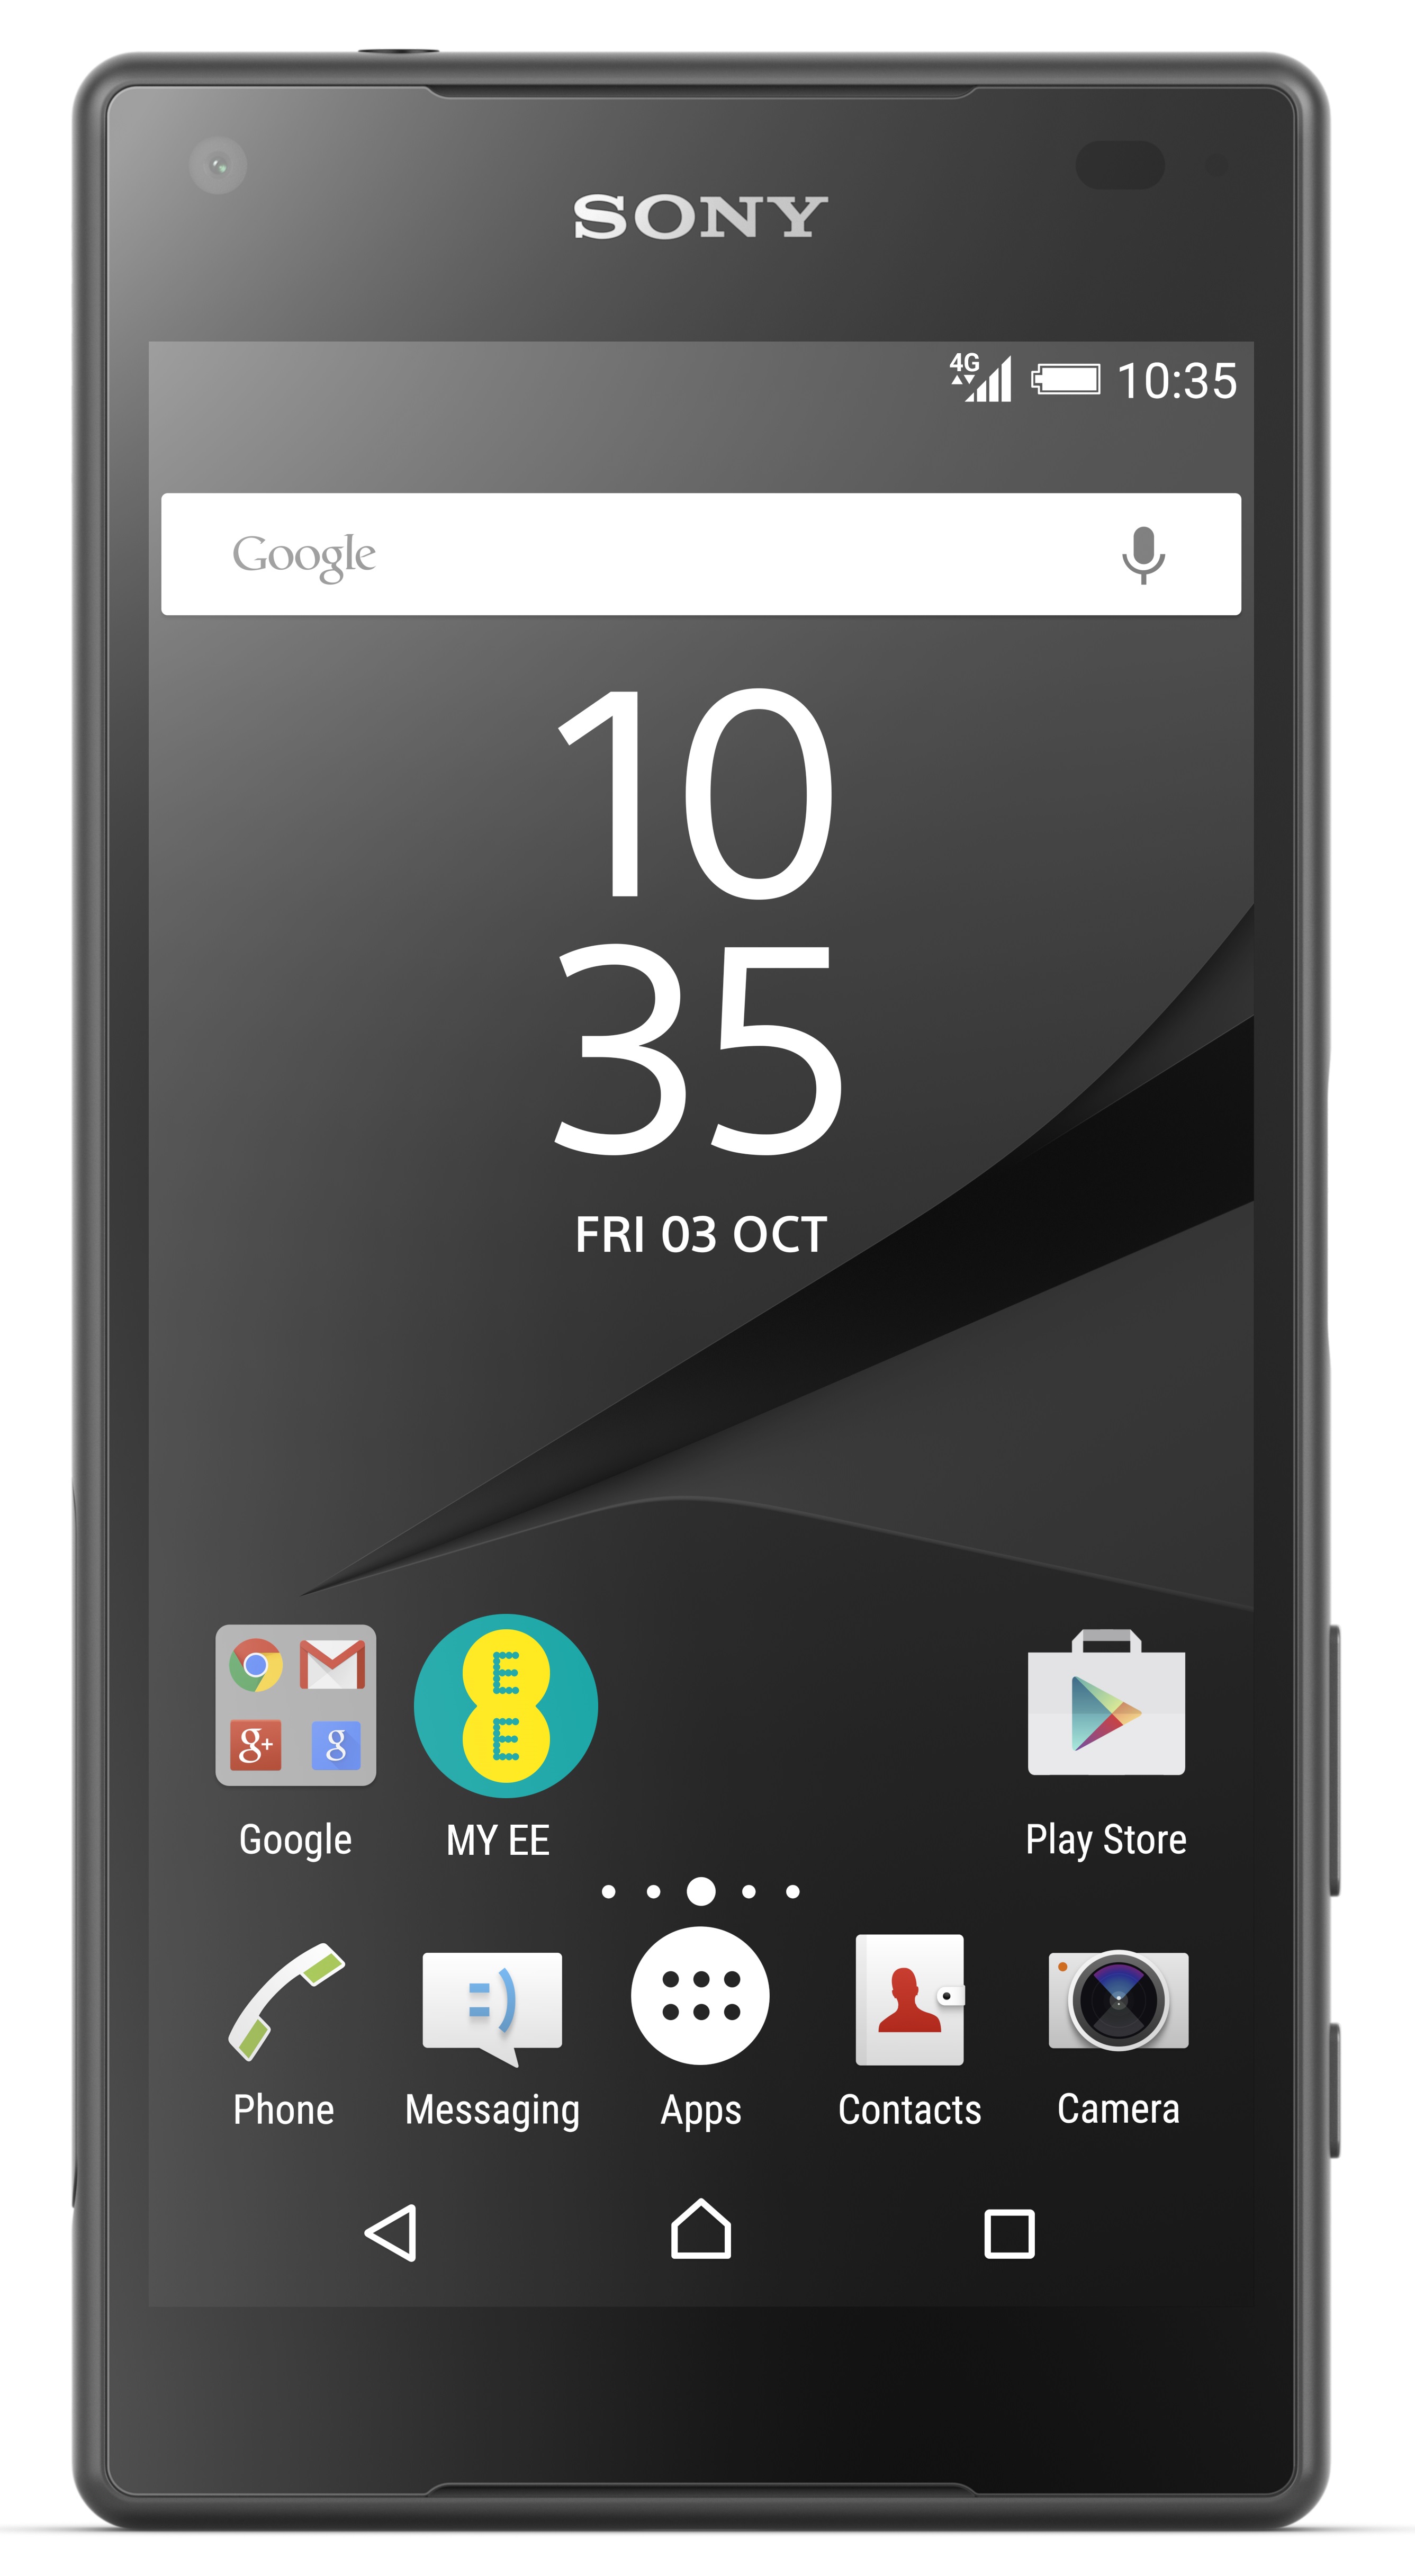 SONY
4G 10:35
Google
10
35
FRI 03 OCT
g+ g
E
E
Google MY EE Play Store
=)
Phone Messaging Apps Contacts Camera